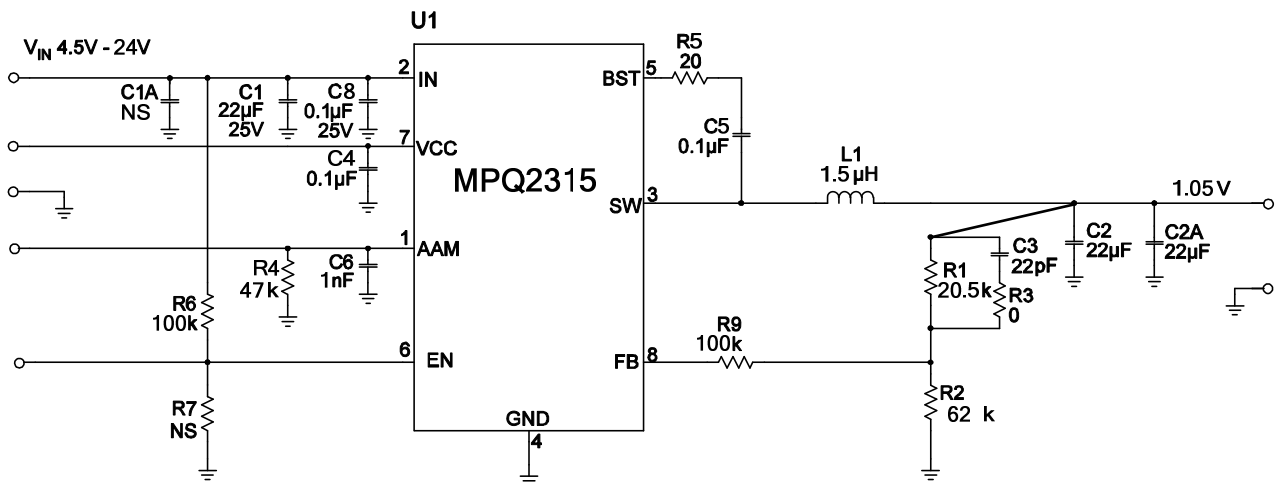 U1
VIN 4.5V - 24V
C1A
NS
C1
22µF
25V
C8
0.1µF
25V
2
IN
7
VCC
C4
0.1µF
MPQ2315
1
AAM
R4
47k
C6
1nF
R6
100k
6
EN
R7
NS
GND
4
BST
5
R5
20
C5
0.1µF
SW
3
L1
1.5µH
1.05V
C2
22µF
C2A
22µF
C3
22pF
R1
20.5k
R3
0
FB
8
R9
100k
R2
62 k